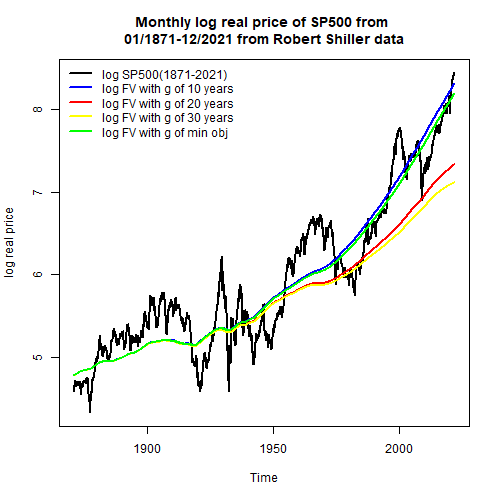 Monthly log real price of SP500 from
01/1871-12/2021 from Robert Shiller data
log SP500(1871-2021)
log FV with g of 10 years
log FV with g of 20 years
log FV with g of 30 years
log FV with g of min obj
8
7
6
5
log real price
1900 1950 2000
Time